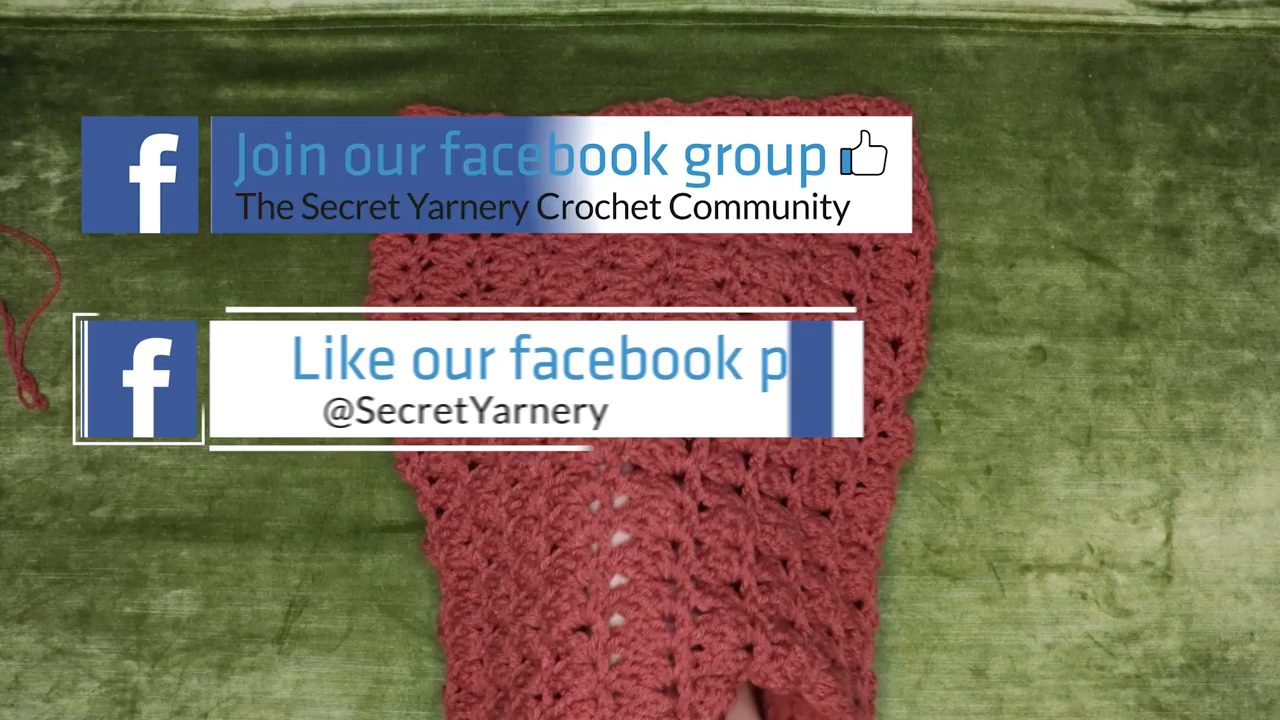 Join our facebook group
The Secret Yarnery Crochet Community
Like our facebook p
@SecretYarnery